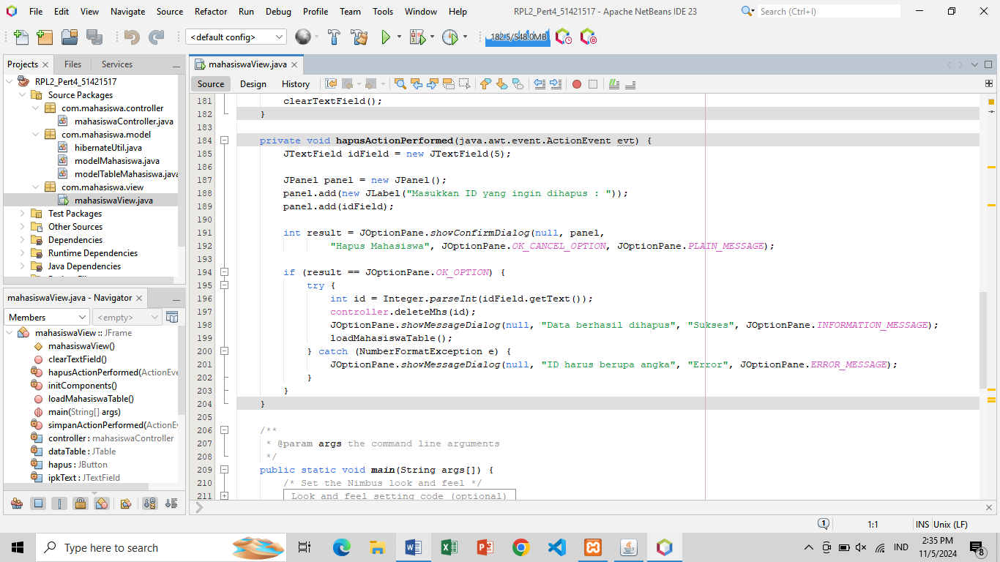 File Edit View Navigate Source Refactor Run Debug Profile Team Tools Window Help
RPL2_Pert4_51421517 - Apache NetBeans IDE 23
Search (Ctrl+I)
<default config>
182.5/548.0MB
Projects Files Services
RPL2_Pert4_51421517
Source Packages
com.mahasiswa.controller
mahasiswaController.java
com.mahasiswa.model
hibernateUtil.java
modelMahasiswa.java
modelTableMahasiswa.java
com.mahasiswa.view
mahasiswaView.java
Test Packages
Other Sources
Dependencies
Runtime Dependencies
Java Dependencies
mahasiswaView.java - Navigator
Members <empty>
mahasiswaView :: JFrame
mahasiswaView()
clearTextField()
hapusActionPerformed(ActionEve
initComponents()
loadMahasiswaTable()
main(String[] args)
simpanActionPerformed(ActionEv
controller : mahasiswaController
dataTable : JTable
hapus : JButton
ipkText : JTextField
mahasiswaView.java
Source Design History
181 clearTextField();
182 }
183
184 private void hapusActionPerformed(java.awt.event.ActionEvent evt) {
185 JTextField idField = new JTextField(5);
186
187 JPanel panel = new JPanel();
188 panel.add(new JLabel("Masukkan ID yang ingin dihapus : "));
189 panel.add(idField);
190
191 int result = JOptionPane.showConfirmDialog(null, panel,
192 "Hapus Mahasiswa", JOptionPane.OK_CANCEL_OPTION, JOptionPane.PLAIN_MESSAGE);
193
194 if (result == JOptionPane.OK_OPTION) {
195 try {
196 int id = Integer.parseInt(idField.getText());
197 controller.deleteMhs(id);
198 JOptionPane.showMessageDialog(null, "Data berhasil dihapus", "Sukses", JOptionPane.INFORMATION_MESSAGE);
199 loadMahasiswaTable();
200 } catch (NumberFormatException e) {
201 JOptionPane.showMessageDialog(null, "ID harus berupa angka", "Error", JOptionPane.ERROR_MESSAGE);
202 }
203 }
204 }
205
206 /**
207 * @param args the command line arguments
208 */
209 public static void main(String args[]) {
210 /* Set the Nimbus look and feel */
211 Look and feel setting code (optional)
1 1:1 INS Unix (LF)
Type here to search
IND
2:35 PM
11/5/2024
8